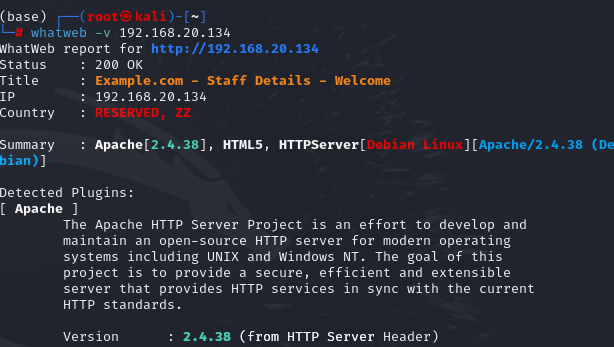 (base) ┌──(root㉿kali)-[~]
└─# whatweb -v 192.168.20.134
WhatWeb report for http://192.168.20.134
Status    : 200 OK
Title     : Example.com - Staff Details - Welcome
IP        : 192.168.20.134
Country   : RESERVED, ZZ
Summary   : Apache[2.4.38], HTML5, HTTPServer[Debian Linux][Apache/2.4.38 (De
bian)]
Detected Plugins:
[ Apache ]
The Apache HTTP Server Project is an effort to develop and
maintain an open-source HTTP server for modern operating
systems including UNIX and Windows NT. The goal of this
project is to provide a secure, efficient and extensible
server that provides HTTP services in sync with the current
HTTP standards.
Version      : 2.4.38 (from HTTP Server Header)